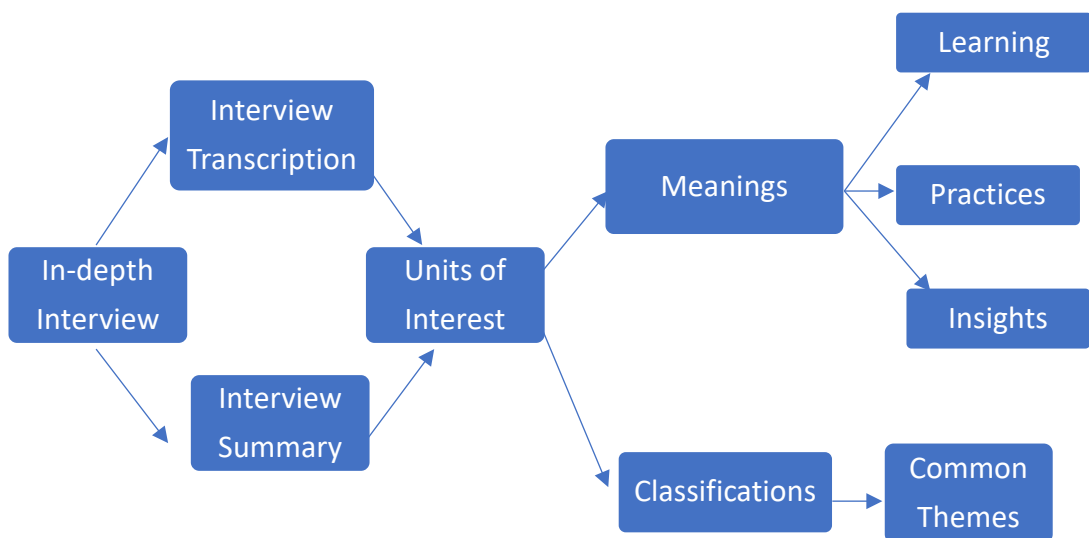 Learning
Interview
Transcription
Meanings
Practices
In-depth
Interview
Units of
Interest
Insights
Interview
Summary
Classifications
Common
Themes